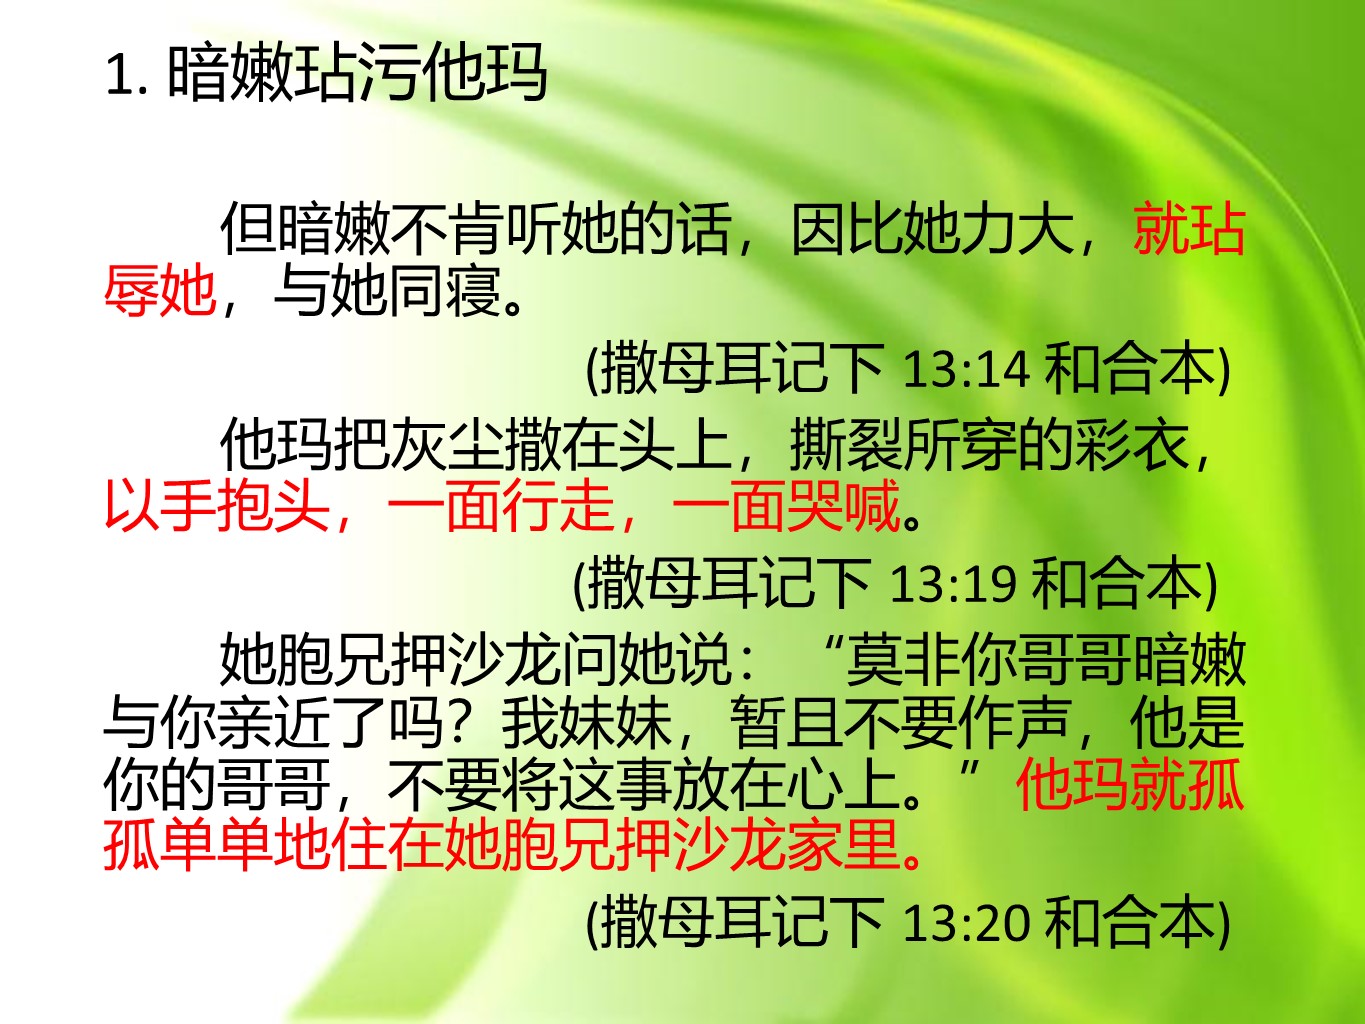 1. 暗嫩玷污他玛
但暗嫩不肯听她的话，因比她力大，就玷
辱她，与她同寝。
(撒母耳记下 13:14 和合本)
他玛把灰尘撒在头上，撕裂所穿的彩衣，
以手抱头，一面行走，一面哭喊。
(撒母耳记下 13:19 和合本)
她胞兄押沙龙问她说：“莫非你哥哥暗嫩
与你亲近了吗？我妹妹，暂且不要作声，他是
你的哥哥，不要将这事放在心上。”他玛就孤
孤单单地住在她胞兄押沙龙家里。
(撒母耳记下 13:20 和合本)